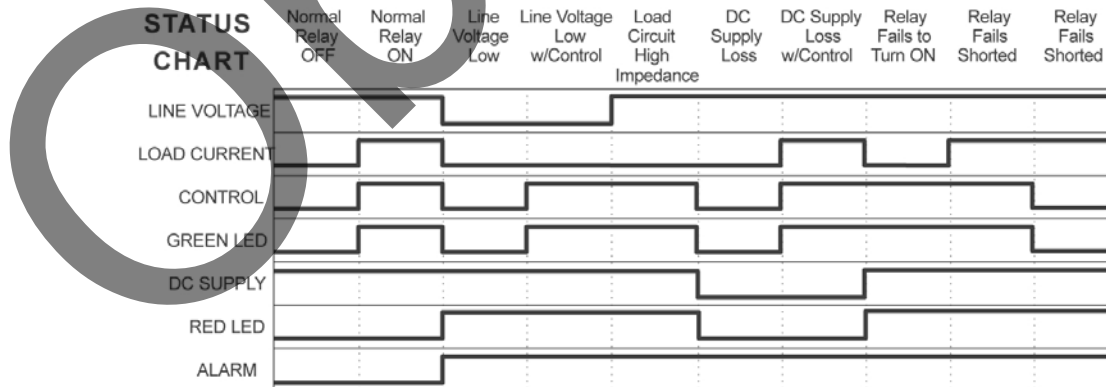 STATUS
CHART
Normal
Relay
OFF
Normal
Relay
ON
Line
Voltage
Low
Line Voltage
Low
w/Control
Load
Circuit
High
Impedance
DC
Supply
Loss
DC Supply
Loss
w/Control
Relay
Fails to
Turn ON
Relay
Fails
Shorted
Relay
Fails
Shorted
LINE VOLTAGE
LOAD CURRENT
CONTROL
GREEN LED
DC SUPPLY
RED LED
ALARM